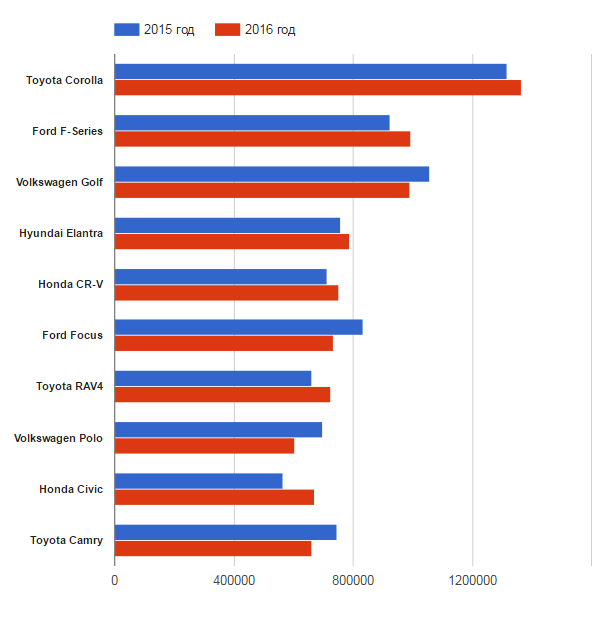 2015 год 2016 год
Toyota Corolla
Ford F-Series
Volkswagen Golf
Hyundai Elantra
Honda CR-V
Ford Focus
Toyota RAV4
Volkswagen Polo
Honda Civic
Toyota Camry
0 400000 800000 1200000